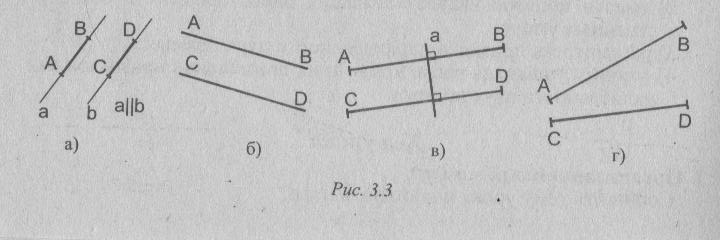 B D
A C
a b a||b
а)
A B
C D
б)
a
A B
C D
в)
A B
C D
г)
Рис. 3.3